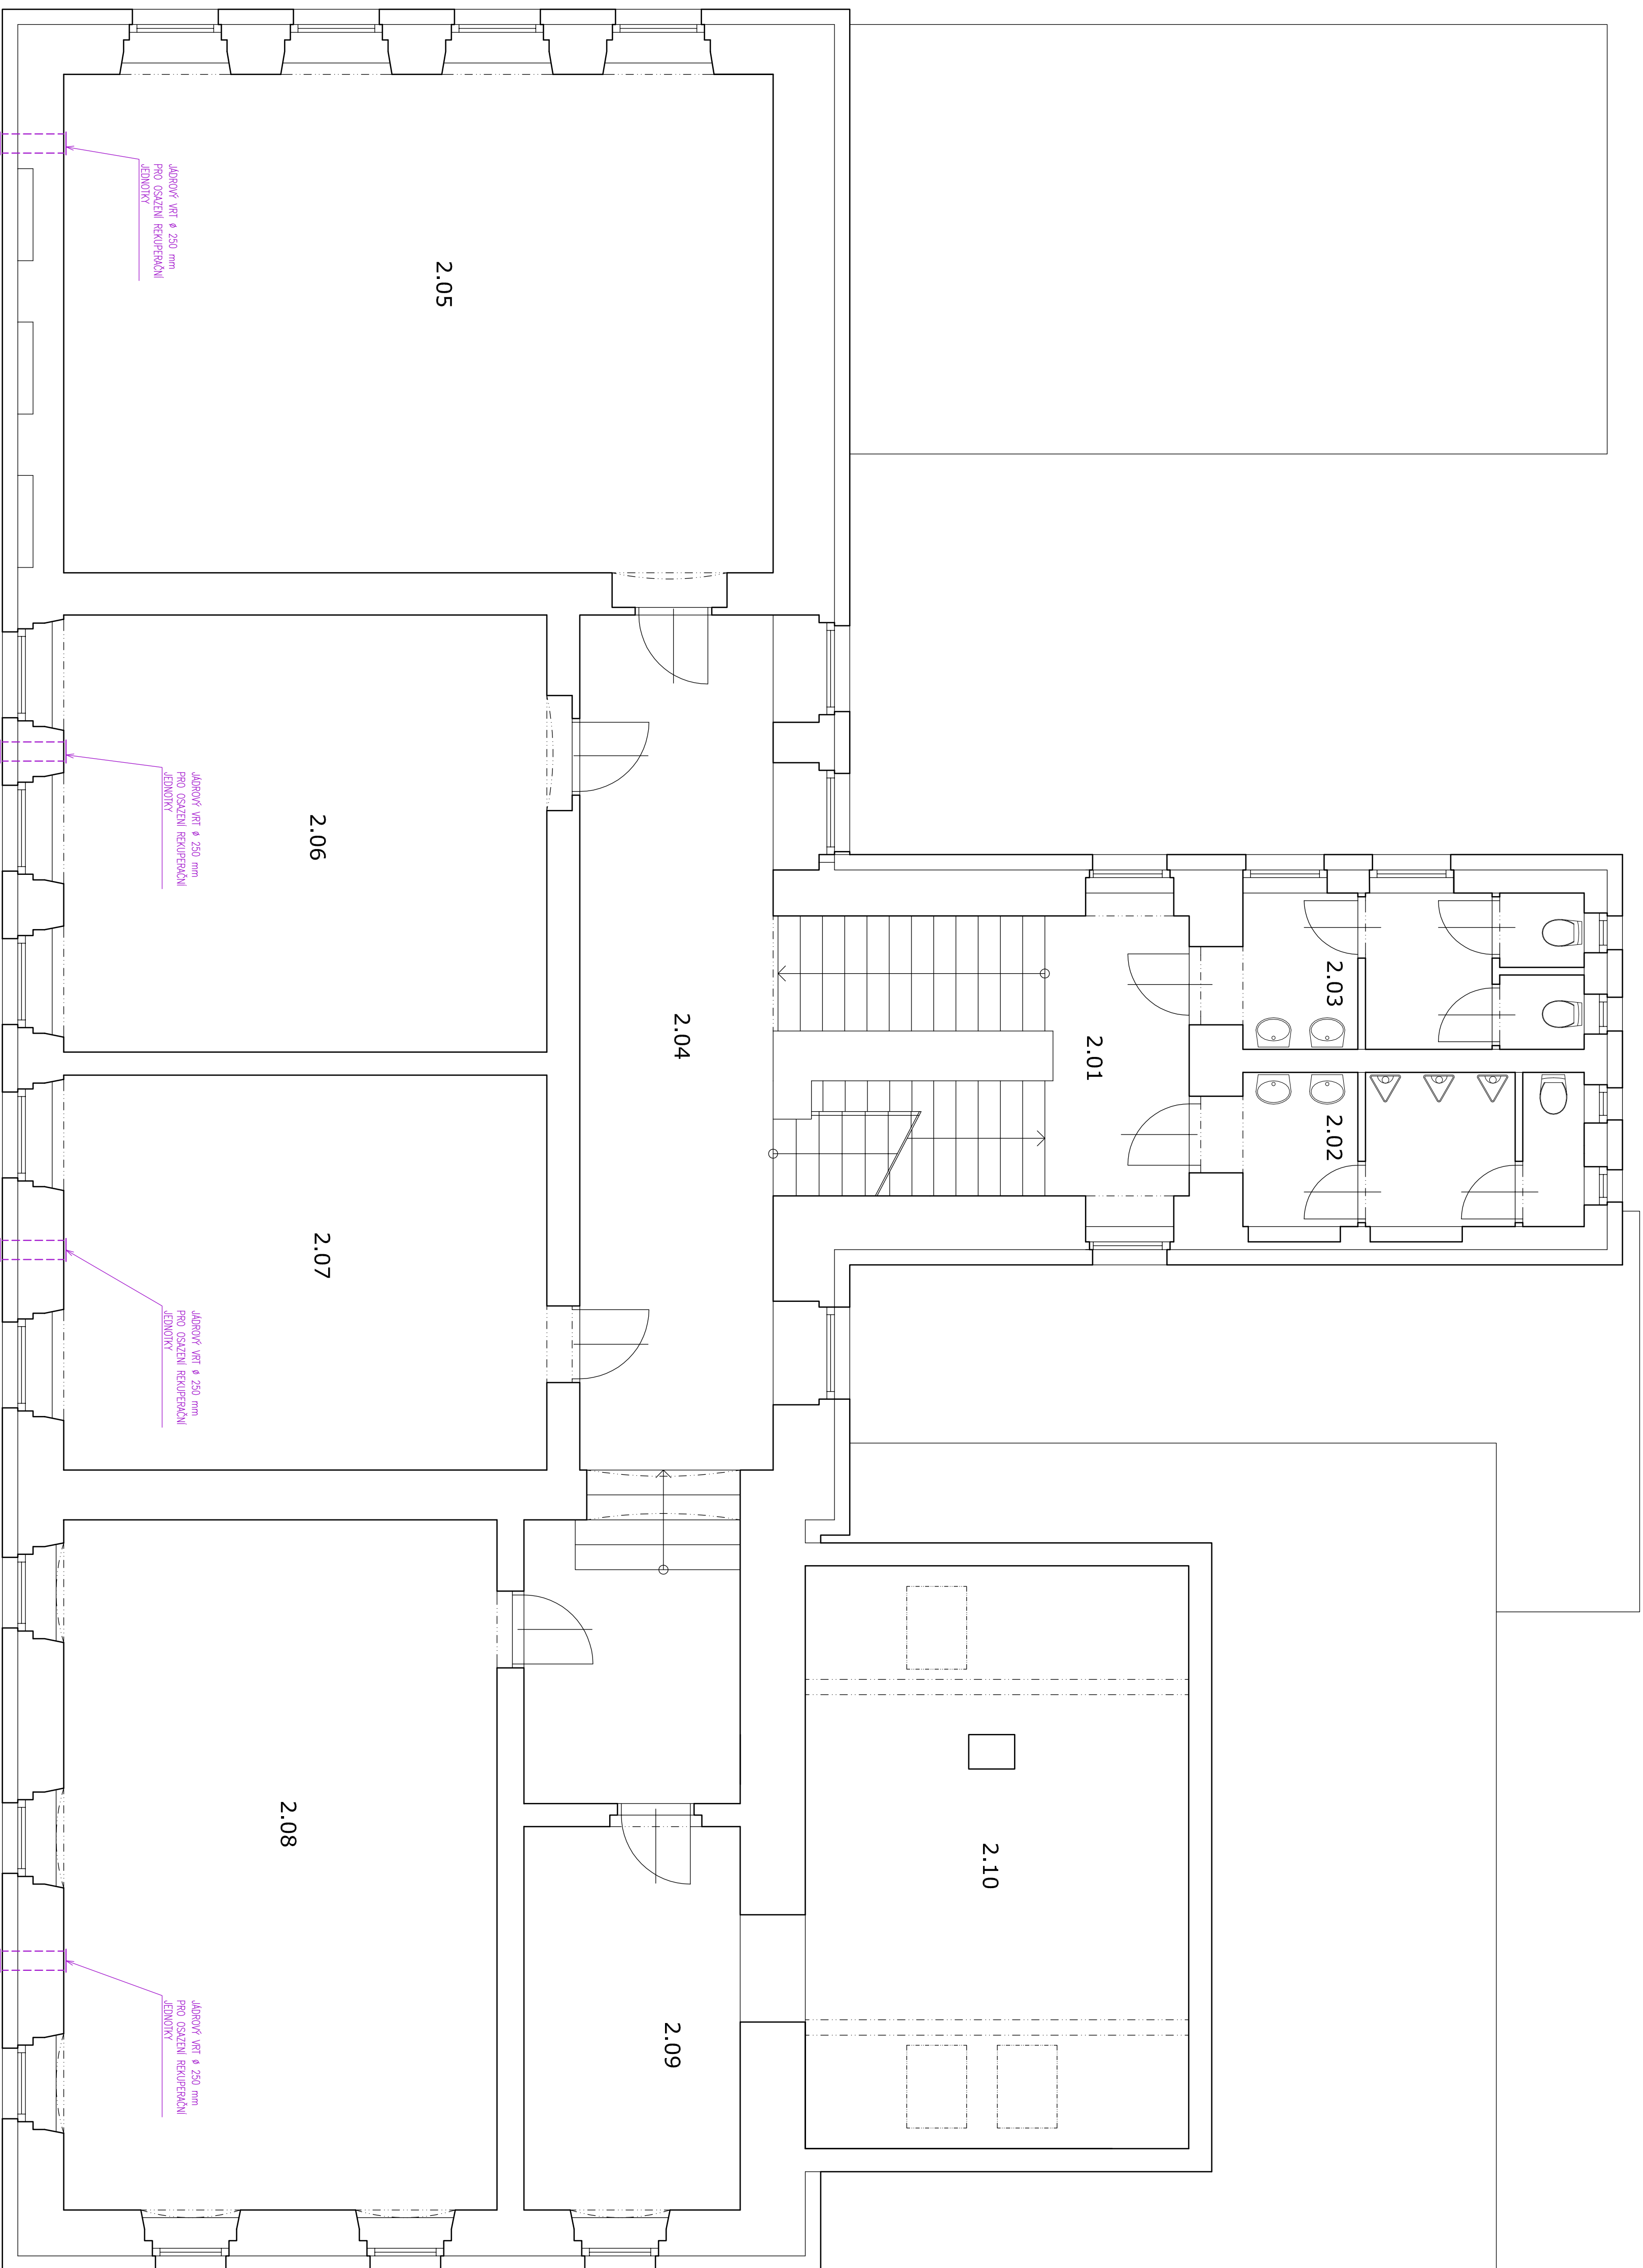 2.05
JÁDROVÝ VRT ø 250 mm
PRO OSAZENÍ REKUPERAČNÍ
JEDNOTKY
2.06
JÁDROVÝ VRT ø 250 mm
PRO OSAZENÍ REKUPERAČNÍ
JEDNOTKY
2.03
2.01
2.04
2.02
2.07
JÁDROVÝ VRT ø 250 mm
PRO OSAZENÍ REKUPERAČNÍ
JEDNOTKY
2.10
2.08
2.09
JÁDROVÝ VRT ø 250 mm
PRO OSAZENÍ REKUPERAČNÍ
JEDNOTKY